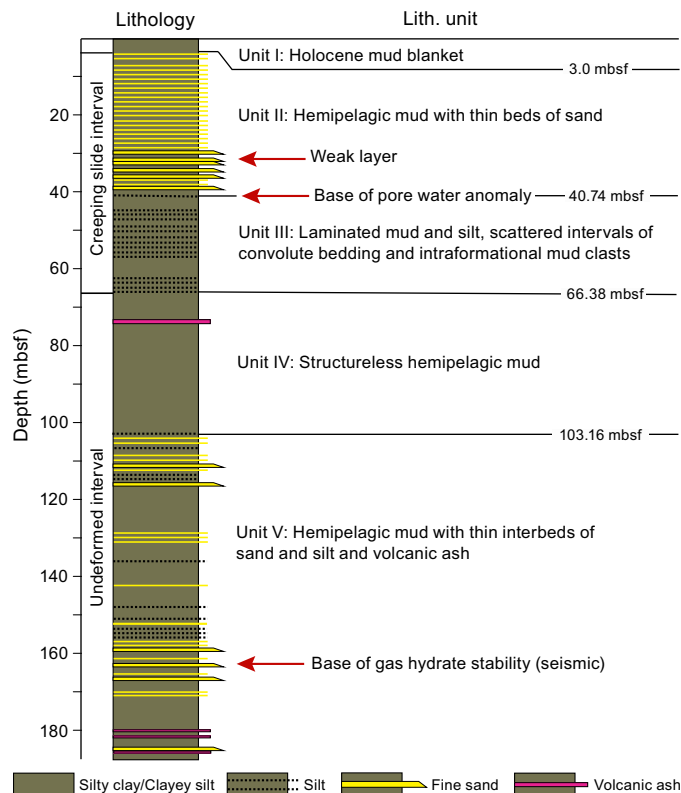 Lithology
Lith. unit
Unit I: Holocene mud blanket
3.0 mbsf
20
Unit II: Hemipelagic mud with thin beds of sand
Weak layer
40
Base of pore water anomaly
40.74 mbsf
Creeping slide interval
Unit III: Laminated mud and silt, scattered intervals of
convolute bedding and intraformational mud clasts
60
66.38 mbsf
80
Unit IV: Structureless hemipelagic mud
Depth (mbsf)
100
103.16 mbsf
120
Undeformed interval
Unit V: Hemipelagic mud with thin interbeds of
sand and silt and volcanic ash
140
160
Base of gas hydrate stability (seismic)
180
Silty clay/Clayey silt
Silt
Fine sand
Volcanic ash